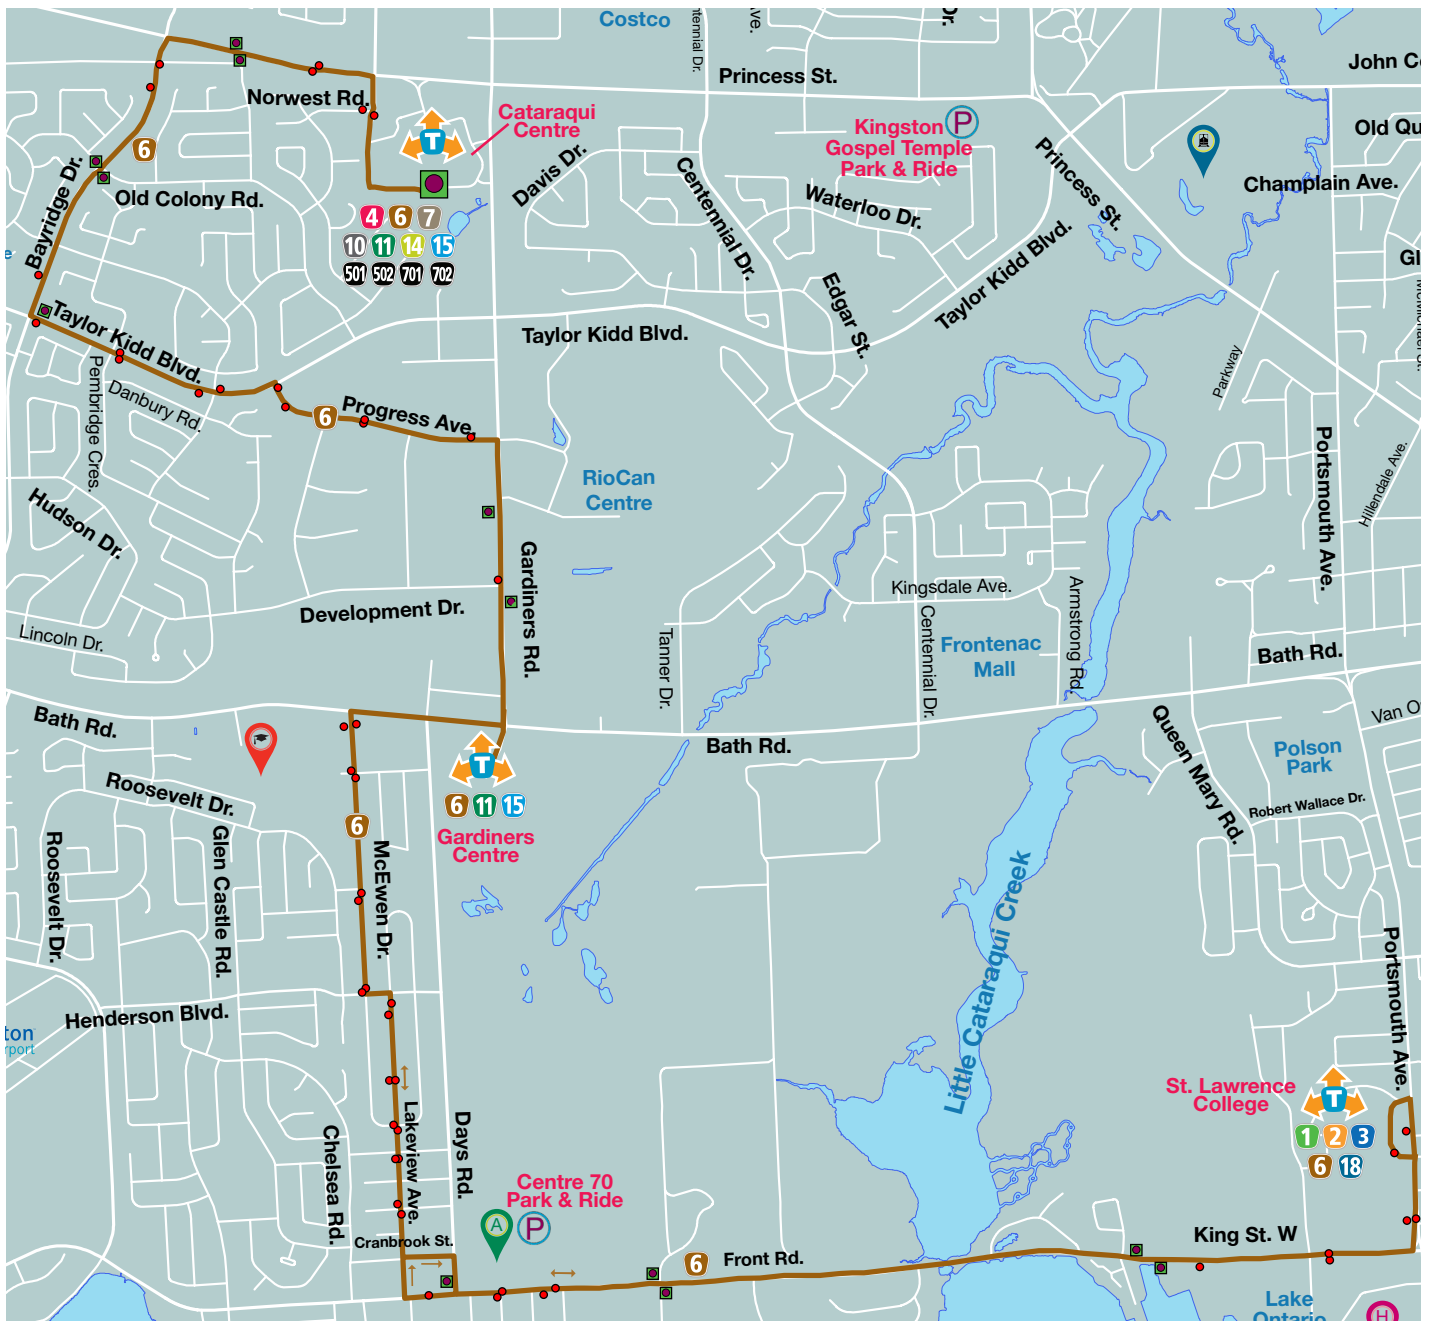 Costco
Princess St.
John C
Norwest Rd.
Cataraqui
Centre
T
Kingston
P
Gospel Temple
Park & Ride
Old Qu
6
Princess St.
Champlain Ave.
Bayridge Dr.
Old Colony Rd.
Davis Dr.
Centennial Dr.
Waterloo Dr.
4 6 7
10 11 14 15
501 502 701 702
Taylor Kidd Blvd.
Edgar St.
Taylor Kidd Blvd.
Taylor Kidd Blvd.
Parkway
Pembridge Cres.
Danbury Rd.
6
Progress Ave.
RioCan
Centre
Portsmouth Ave.
Hillendale Ave.
Hudson Dr.
Gardiners Rd.
Development Dr.
Kingsdale Ave.
Armstrong Rd.
Lincoln Dr.
Tanner Dr.
Centennial Dr.
Frontenac
Mall
Bath Rd.
Bath Rd.
Bath Rd.
Van O
Queen Mary Rd.
Polson
Park
T
6 11 15
Gardiners
Centre
Roosevelt Dr.
Robert Wallace Dr.
6
Roosevelt Dr.
Glen Castle Rd.
McEwen Dr.
Little Cataraqui Creek
Portsmouth Ave.
Henderson Blvd.
ton
rport
St. Lawrence
College
T
1 2 3
6 18
Lakeview Ave.
Days Rd.
Chelsea Rd.
Centre 70
Park & Ride
A
P
Cranbrook St.
6
Front Rd.
King St. W
Lake
Ontario
H